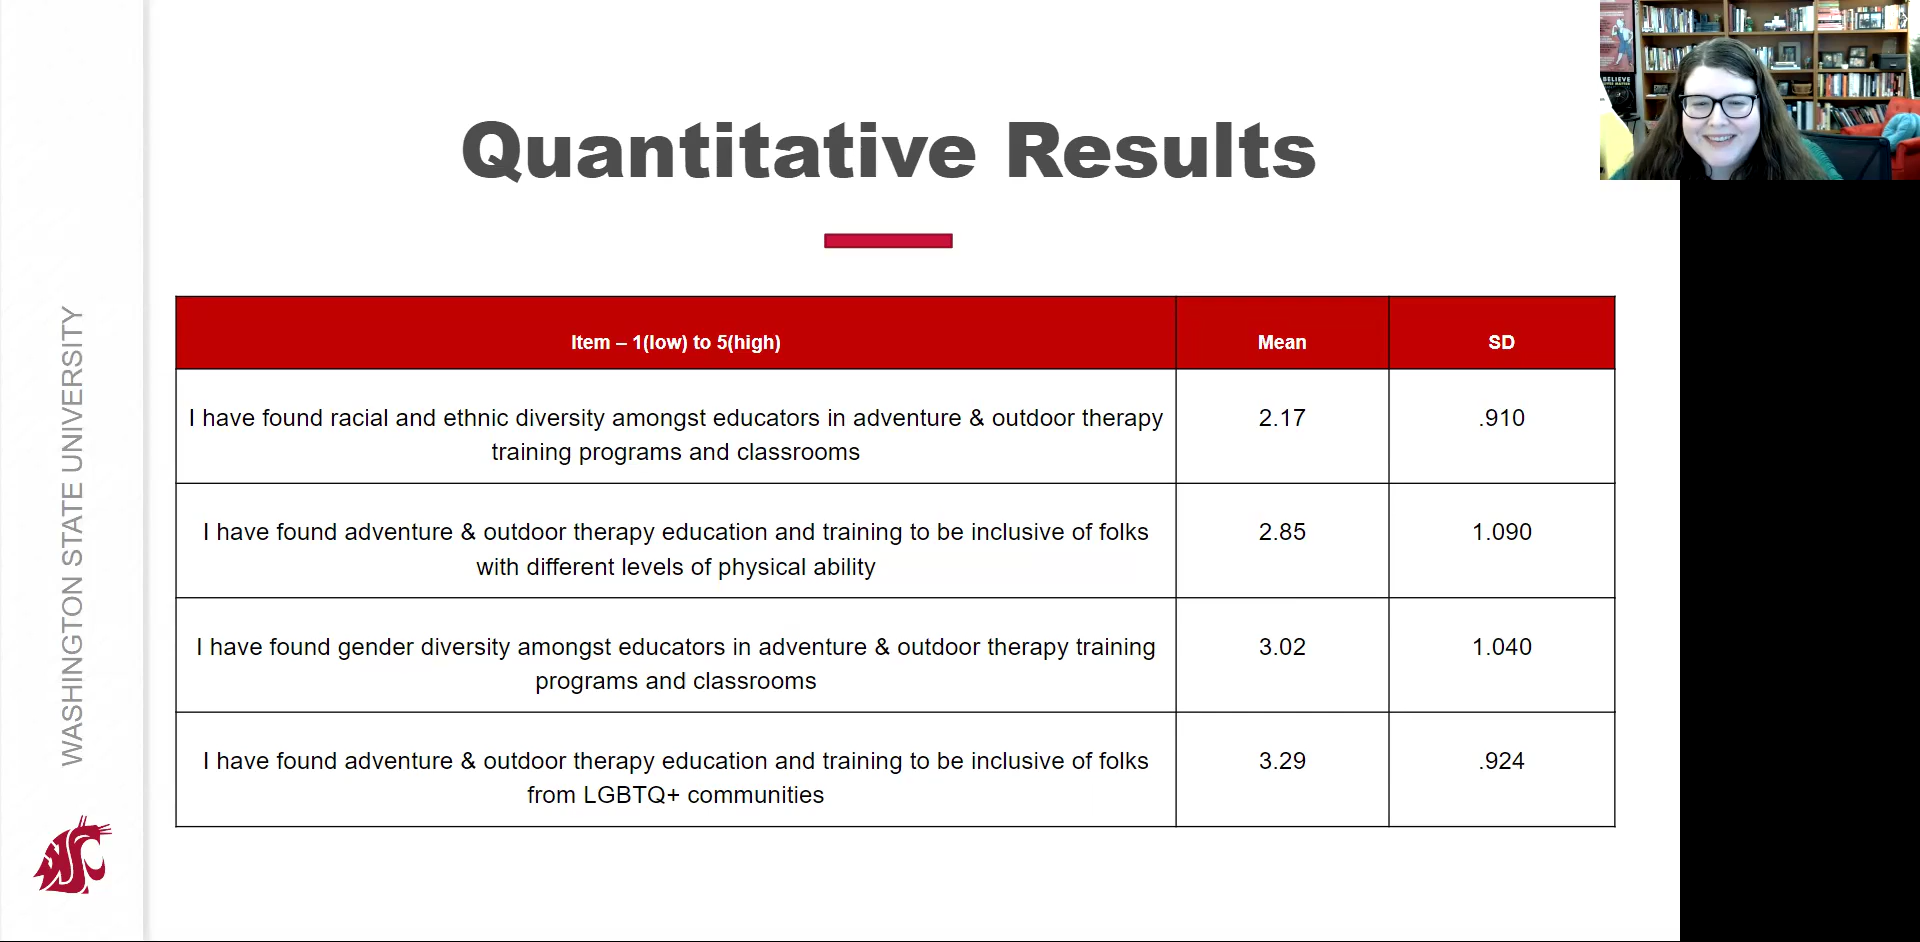 Quantitative Results
Item – 1(low) to 5(high) Mean SD
I have found racial and ethnic diversity amongst educators in adventure & outdoor therapy 2.17 .910
training programs and classrooms
I have found adventure & outdoor therapy education and training to be inclusive of folks 2.85 1.090
with different levels of physical ability
I have found gender diversity amongst educators in adventure & outdoor therapy training 3.02 1.040
programs and classrooms
I have found adventure & outdoor therapy education and training to be inclusive of folks 3.29 .924
from LGBTQ+ communities
WASHINGTON STATE UNIVERSITY
WSC
BELIEVE